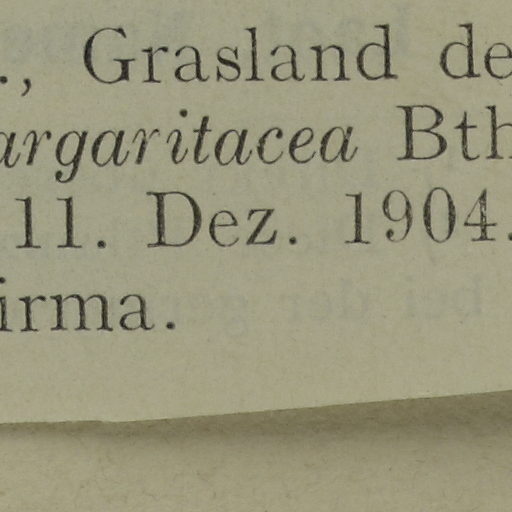 ., Grasland de
argaritacea Bth
11. Dez. 1904.
irma.